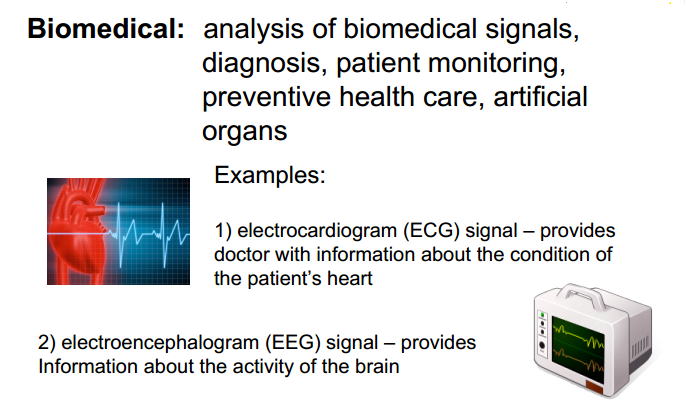 Biomedical: analysis of biomedical signals,
diagnosis, patient monitoring,
preventive health care, artificial
organs
Examples:
1) electrocardiogram (ECG) signal – provides
doctor with information about the condition of
the patient's heart
2) electroencephalogram (EEG) signal – provides
Information about the activity of the brain